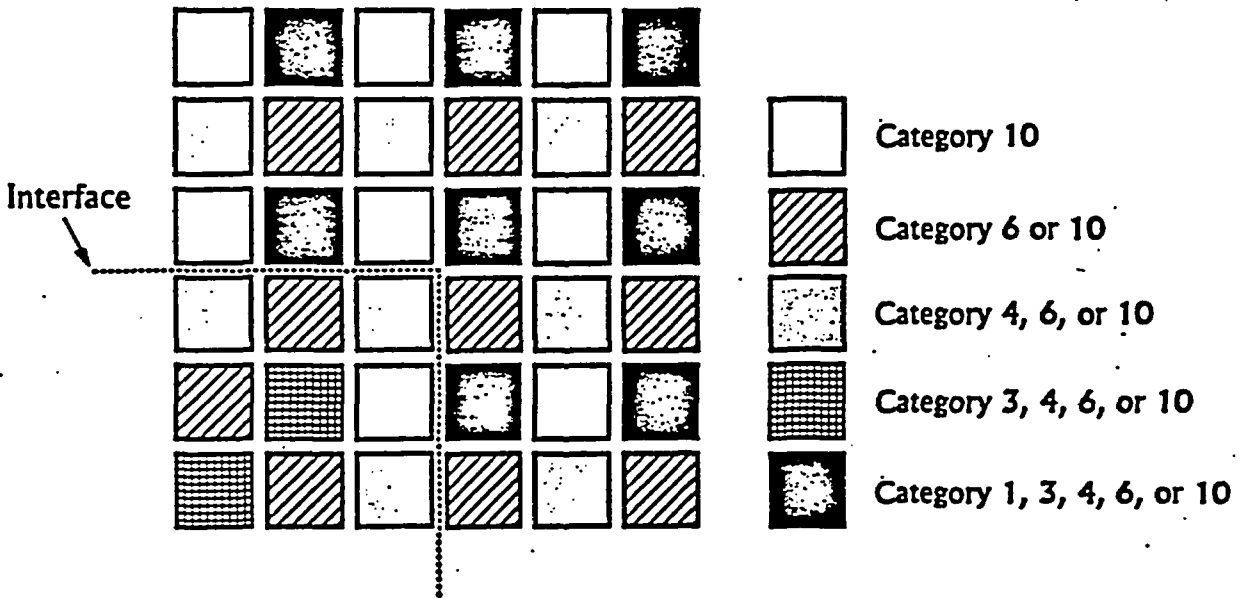 Category 10
Interface
Category 6 or 10
Category 4, 6, or 10
Category 3, 4, 6, or 10
Category 1, 3, 4, 6, or 10